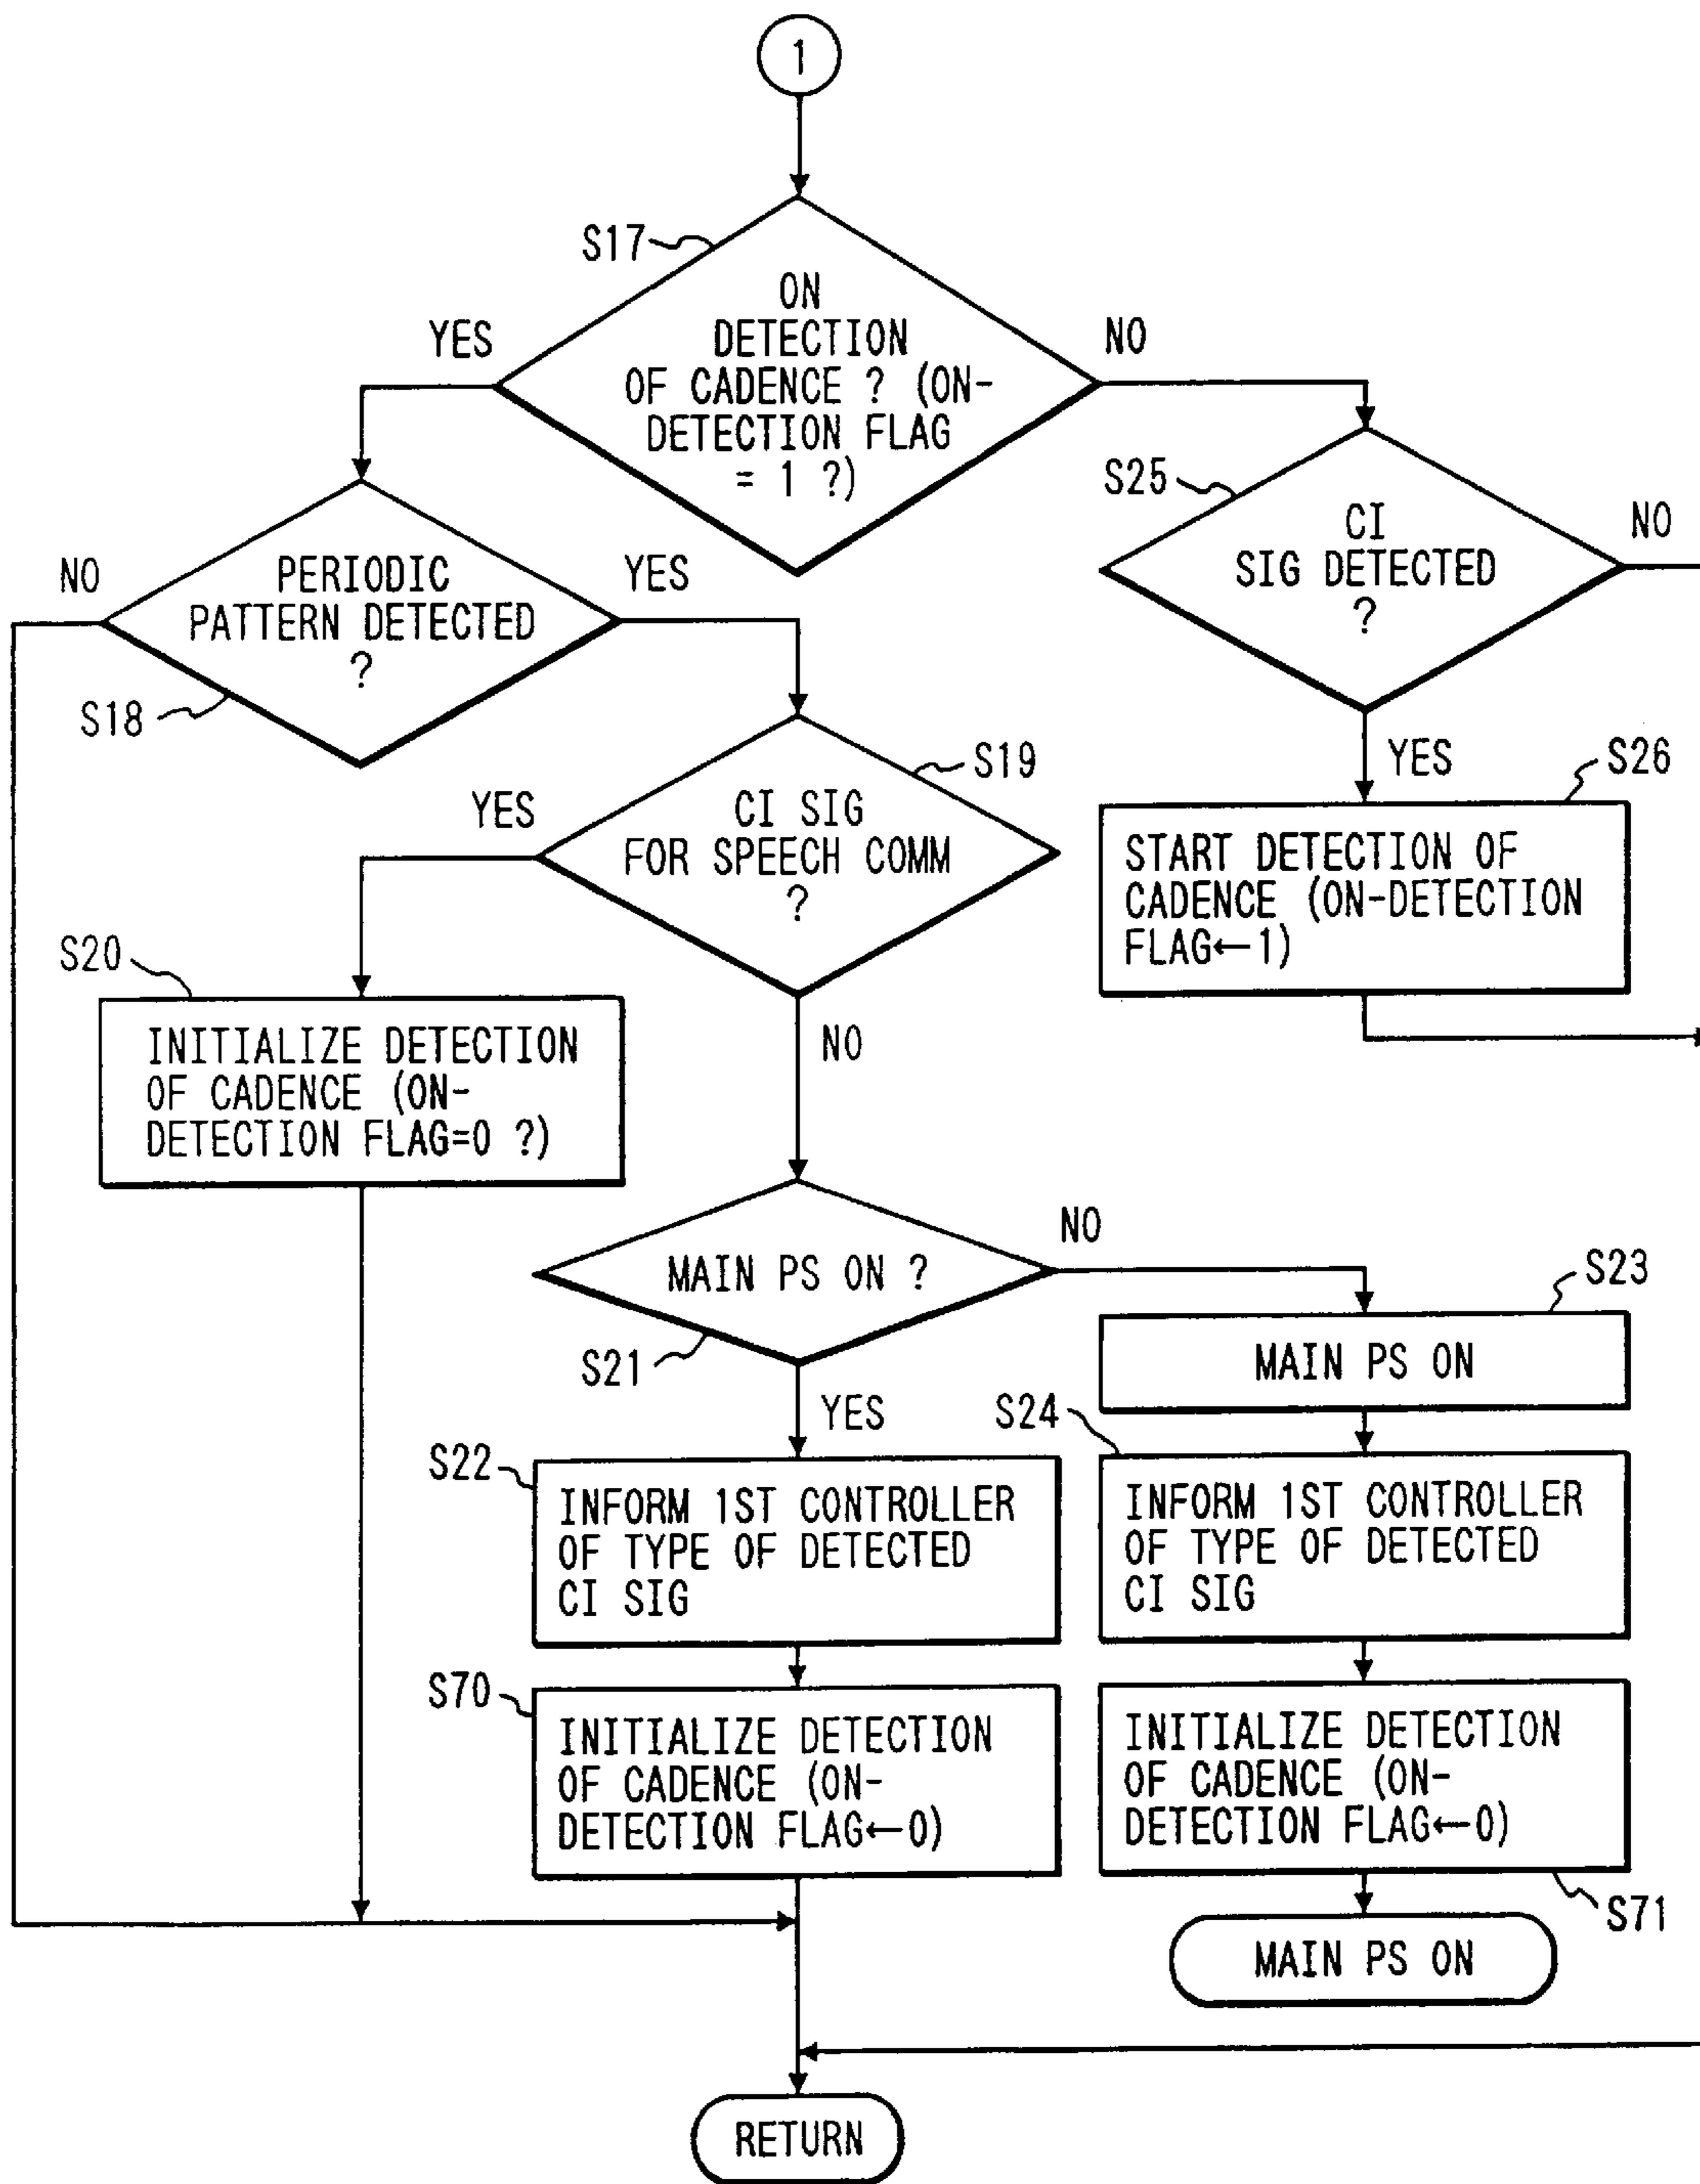 1
S17
ON
DETECTION
OF CADENCE ? (ON-
DETECTION FLAG
= 1 ?)
YES
NO
S25
CI
SIG DETECTED
?
NO
NO
PERIODIC
PATTERN DETECTED
?
YES
S18
S19
YES
CI SIG
FOR SPEECH COMM
?
YES
S26
START DETECTION OF
CADENCE (ON-DETECTION
FLAG←1)
S20
INITIALIZE DETECTION
OF CADENCE (ON-
DETECTION FLAG=0 ?)
NO
MAIN PS ON ?
NO
S21
S23
MAIN PS ON
YES
S22
INFORM 1ST CONTROLLER
OF TYPE OF DETECTED
CI SIG
S24
INFORM 1ST CONTROLLER
OF TYPE OF DETECTED
CI SIG
S70
INITIALIZE DETECTION
OF CADENCE (ON-
DETECTION FLAG←0)
INITIALIZE DETECTION
OF CADENCE (ON-
DETECTION FLAG←0)
S71
MAIN PS ON
RETURN